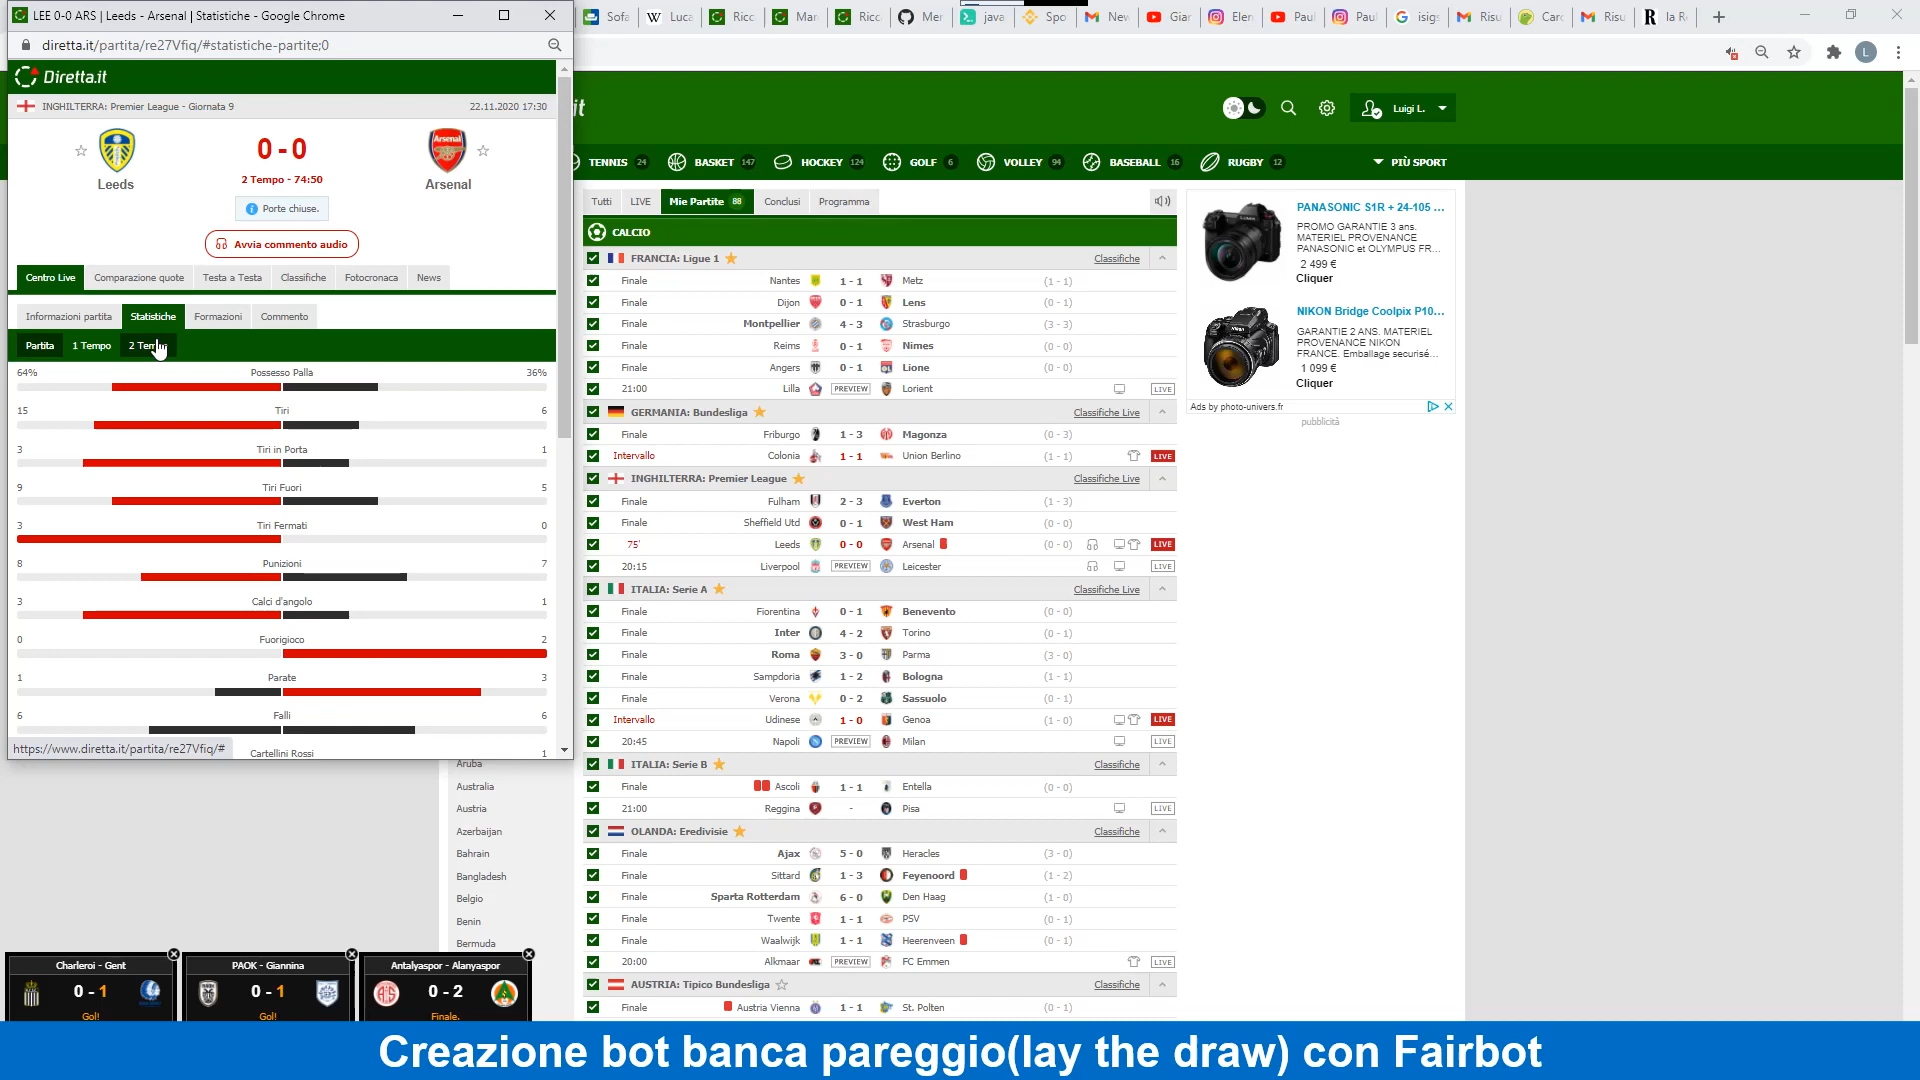 LEE 0-0 ARS | Leeds - Arsenal | Statistiche - Google Chrome
diretta.it/partita/re27Vfiq/#statistiche-partite;0
Diretta.it
INGHILTERRA: Premier League - Giornata 9 22.11.2020 17:30
0 - 0
2 Tempo - 74:50
Leeds Arsenal
Porte chiuse.
Avvia commento audio
Centro Live Comparazione quote Testa a Testa Classifiche Fotocronaca News
Informazioni partita Statistiche Formazioni Commento
Partita 1 Tempo 2
64% Possesso Palla 36%
15 Tiri 6
3 Tiri in Porta 1
9 Tiri Fuori 5
3 Tiri Fermati 0
8 Punizioni 7
3 Calci d'angolo 1
0 Fuorigioco 2
1 Parate 3
6 Falli 6
Cartellini Rossi 1
https://www.diretta.it/partita/re27Vfiq/#
Luigi L.
TENNIS 24 BASKET 147 HOCKEY 124 GOLF 6 VOLLEY 94 BASEBALL 16 RUGBY 12 PIÙ SPORT
Tutti LIVE Mie Partite 88 Conclusi Programma
CALCIO
FRANCIA: Ligue 1 Classifiche
Finale Nantes 1 - 1 Metz (1 - 1)
Finale Dijon 0 - 1 Lens (0 - 1)
Finale Montpellier 4 - 3 Strasburgo (3 - 3)
Finale Reims 0 - 1 Nimes (0 - 0)
Finale Angers 0 - 1 Lione (0 - 0)
21:00 Lilla PREVIEW Lorient LIVE
GERMANIA: Bundesliga Classifiche Live
Finale Friburgo 1 - 3 Magonza (0 - 3)
Intervallo Colonia 1 - 1 Union Berlino (1 - 1) LIVE
INGHILTERRA: Premier League Classifiche Live
Finale Fulham 2 - 3 Everton (1 - 3)
Finale Sheffield Utd 0 - 1 West Ham (0 - 0)
75' Leeds 0 - 0 Arsenal (0 - 0) LIVE
20:15 Liverpool PREVIEW Leicester LIVE
ITALIA: Serie A Classifiche Live
Finale Fiorentina 0 - 1 Benevento (0 - 0)
Finale Inter 4 - 2 Torino (0 - 1)
Finale Roma 3 - 0 Parma (3 - 0)
Finale Sampdoria 1 - 2 Bologna (1 - 1)
Finale Verona 0 - 2 Sassuolo (0 - 1)
Intervallo Udinese 1 - 0 Genoa (1 - 0) LIVE
20:45 Napoli PREVIEW Milan LIVE
ITALIA: Serie B Classifiche
Finale Ascoli 1 - 1 Entella (0 - 0)
21:00 Reggina - Pisa LIVE
OLANDA: Eredivisie Classifiche
Finale Ajax 5 - 0 Heracles (3 - 0)
Finale Sittard 1 - 3 Feyenoord (1 - 2)
Finale Sparta Rotterdam 6 - 0 Den Haag (1 - 0)
Finale Twente 1 - 1 PSV (0 - 1)
Finale Waalwijk 1 - 1 Heerenveen (0 - 1)
20:00 Alkmaar PREVIEW FC Emmen LIVE
AUSTRIA: Tipico Bundesliga Classifiche
Finale Austria Vienna 1 - 1 St. Polten (0 - 1)
PANASONIC S1R + 24-105 ...
PROMO GARANTIE 3 ans.
MATERIEL PROVENANCE
PANASONIC et OLYMPUS FR...
2 499 €
Cliquer
NIKON Bridge Coolpix P10...
GARANTIE 2 ANS. MATERIEL
PROVENANCE NIKON
FRANCE. Emballage securisé...
1 099 €
Cliquer
Ads by photo-univers.fr
pubblicità
Aruba
Australia
Austria
Azerbaijan
Bahrain
Bangladesh
Belgio
Benin
Bermuda
Charleroi - Gent
0 - 1
Gol!
PAOK - Giannina
0 - 1
Gol!
Antalyaspor - Alanyaspor
0 - 2
Finale.
Creazione bot banca pareggio(lay the draw) con Fairbot